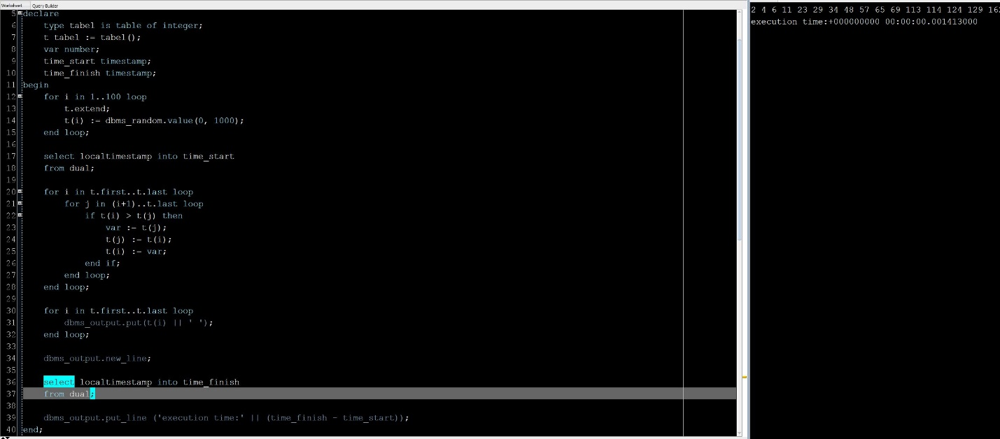 Worksheet Query Builder
5 declare
6 type tabel is table of integer;
7 t tabel := tabel();
8 var number;
9 time_start timestamp;
10 time_finish timestamp;
11 begin
12 for i in 1..100 loop
13 t.extend;
14 t(i) := dbms_random.value(0, 1000);
15 end loop;
16
17 select localtimestamp into time_start
18 from dual;
19
20 for i in t.first..t.last loop
21 for j in (i+1)..t.last loop
22 if t(i) > t(j) then
23 var := t(j);
24 t(j) := t(i);
25 t(i) := var;
26 end if;
27 end loop;
28 end loop;
29
30 for i in t.first..t.last loop
31 dbms_output.put(t(i) || ' ');
32 end loop;
33
34 dbms_output.new_line;
35
36 select localtimestamp into time_finish
37 from dual;
38
39 dbms_output.put_line ('execution time:' || (time_finish - time_start));
40 end;
2 4 6 11 23 29 34 48 57 65 69 113 114 124 129
execution time:+000000000 00:00:00.001413000